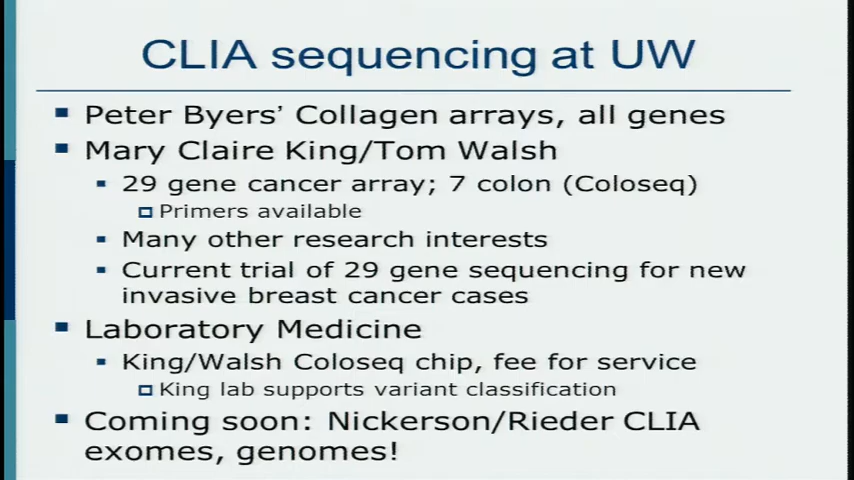 CLIA sequencing at UW
Peter Byers’ Collagen arrays, all genes
Mary Claire King/Tom Walsh
29 gene cancer array; 7 colon (Coloseq)
Primers available
Many other research interests
Current trial of 29 gene sequencing for new
invasive breast cancer cases
Laboratory Medicine
King/Walsh Coloseq chip, fee for service
King lab supports variant classification
Coming soon: Nickerson/Rieder CLIA
exomes, genomes!